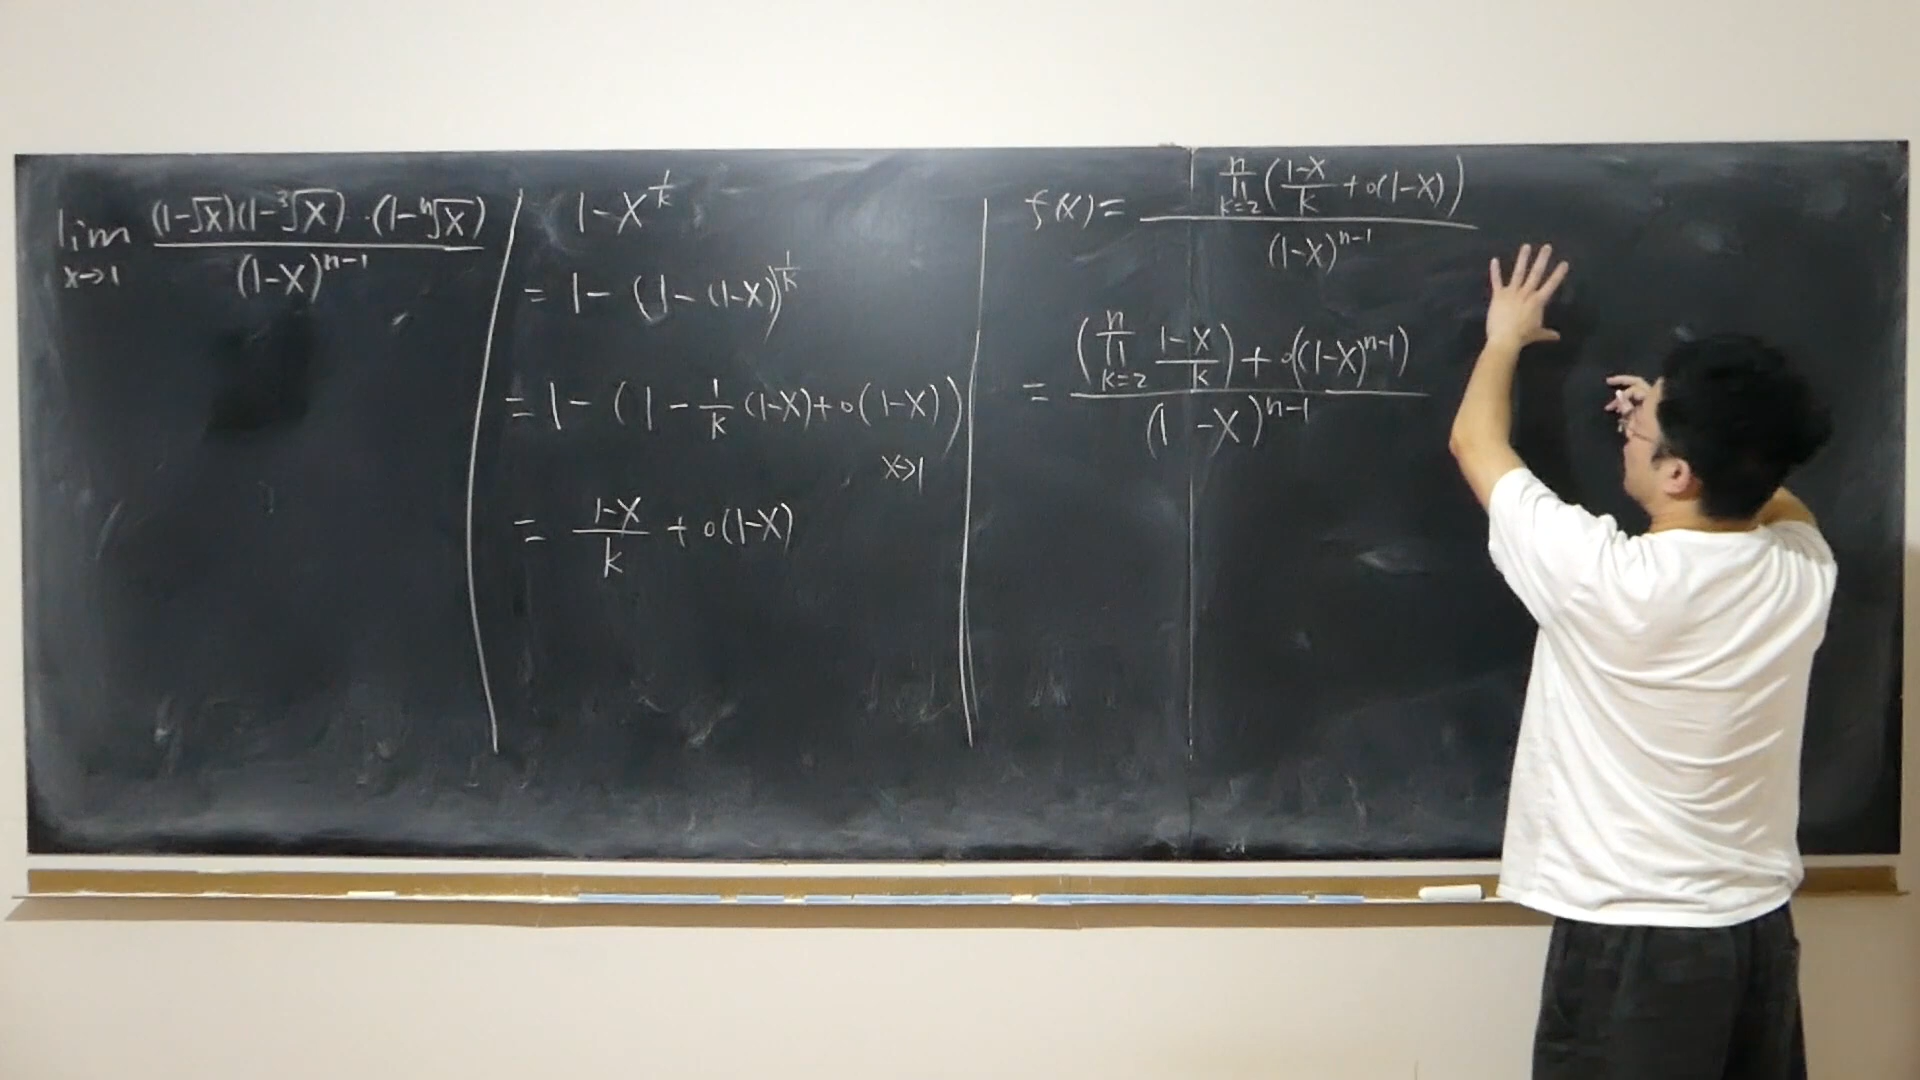 lim x→1 (1-√x)(1-³√x)·(1-ⁿ√x) / (1-x)^{n-1}
1-x^{1/k}
= 1-(1-(1-x))^{1/k}
= 1-(1-1/k(1-x)+o(1-x))
x→1
= (1-x)/k + o(1-x)
f(x) = ∏_{k=2}^{n} ((1-x)/k + o(1-x)) / (1-x)^{n-1}
= (∏_{k=2}^{n} (1-x)/k) + o((1-x)^{n-1}) / (1-x)^{n-1}